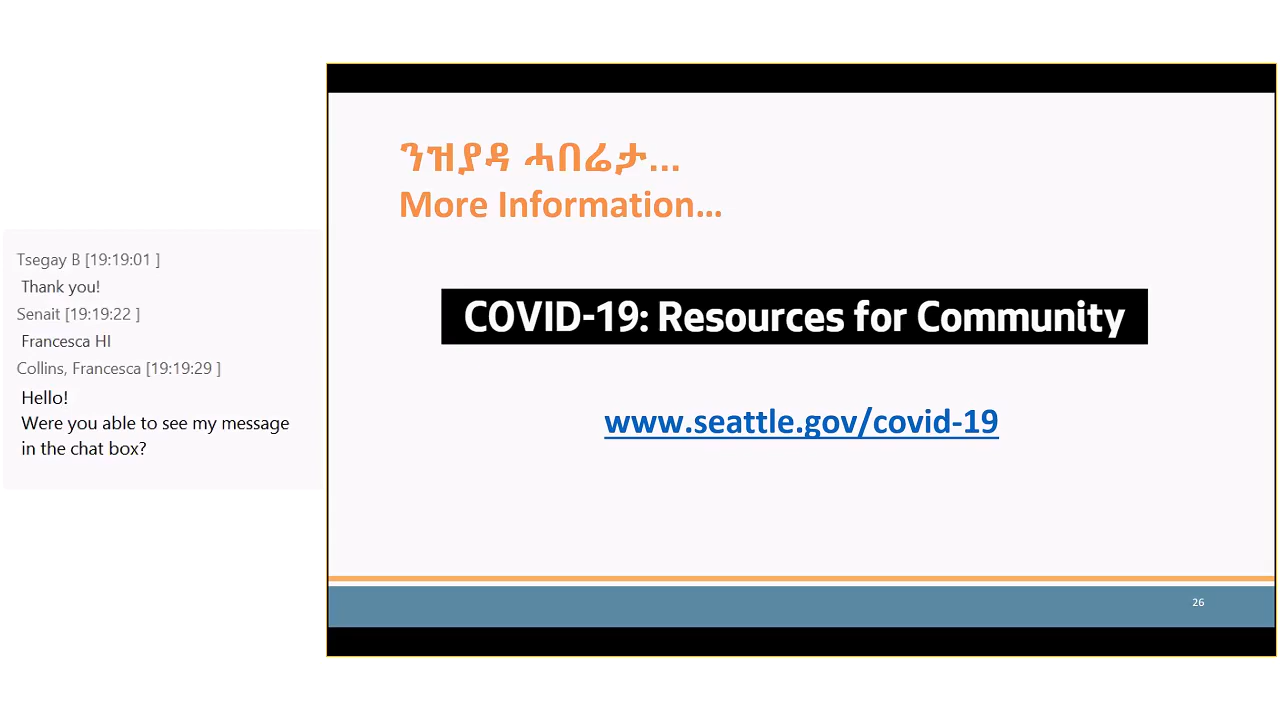 Tsegay B [19:19:01 ]
Thank you!
Senait [19:19:22 ]
Francesca HI
Collins, Francesca [19:19:29 ]
Hello!
Were you able to see my message
in the chat box?
ንዝያዳ ሓበሬታ...
More Information...
COVID-19: Resources for Community
www.seattle.gov/covid-19
26